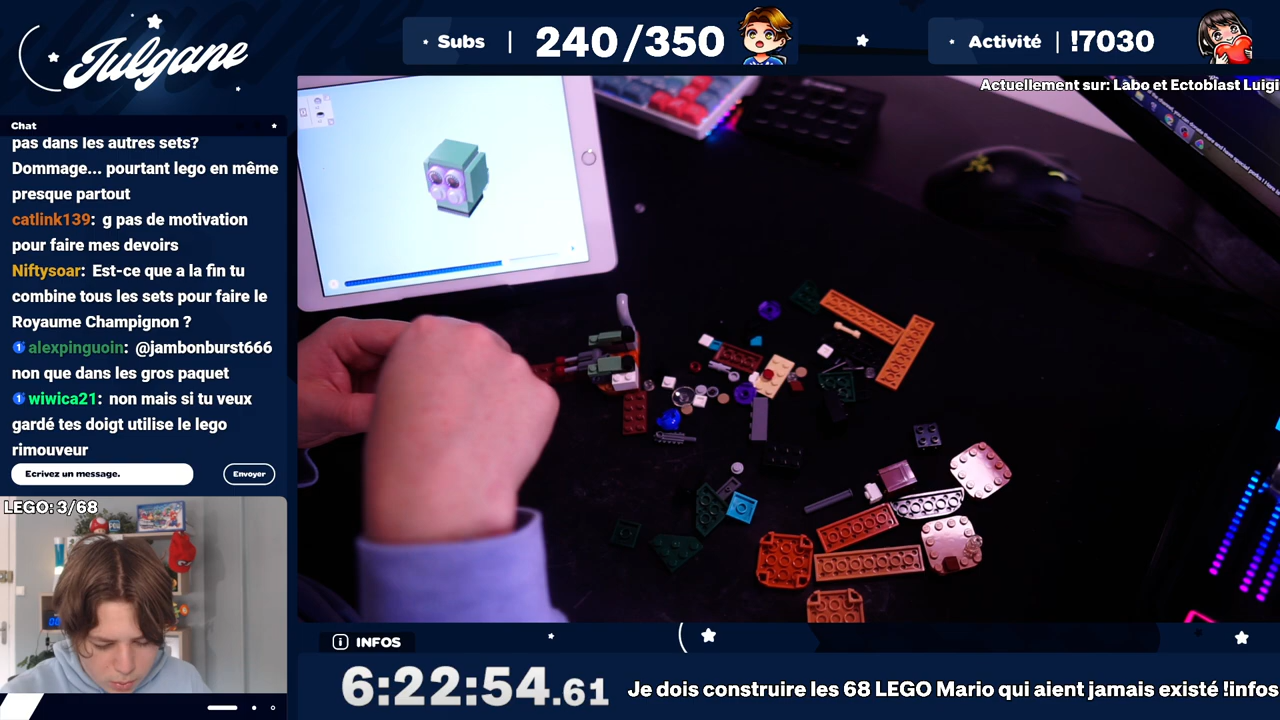 Julgane
Subs | 240/350
Activité | !7030
Actuellement sur: Labo et Ectoblast Luigi
Chat
pas dans les autres sets?
Dommage... pourtant lego en même
presque partout
catlink139: g pas de motivation
pour faire mes devoirs
Niftysoar: Est-ce que a la fin tu
combine tous les sets pour faire le
Royaume Champignon ?
1 alexpinguoin: @jambonburst666
non que dans les gros paquet
1 wiwica21: non mais si tu veux
gardé tes doigt utilise le lego
rimouveur
Ecrivez un message.
Envoyer
LEGO: 3/68
i INFOS
6:22:54.61
Je dois construire les 68 LEGO Mario qui aient jamais existé !infos